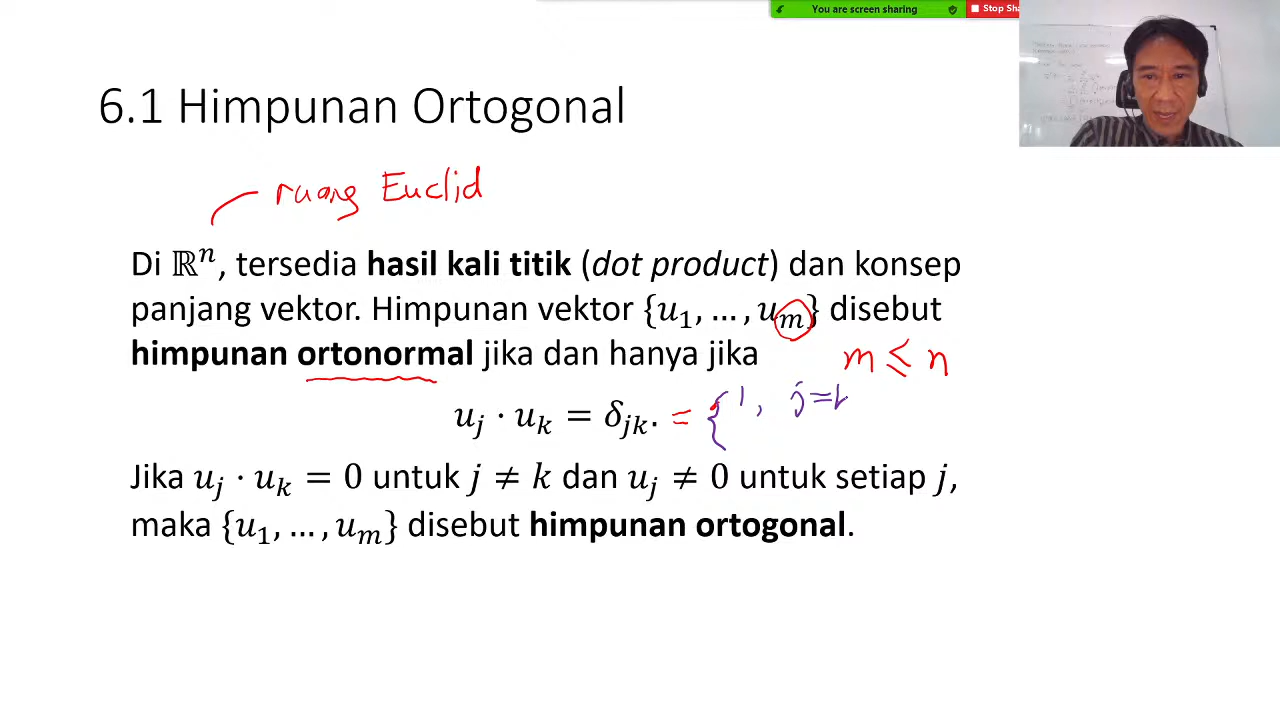 You are screen sharing
Stop Sha
6.1 Himpunan Ortogonal
ruang Euclid
Di ℝⁿ, tersedia hasil kali titik (dot product) dan konsep
panjang vektor. Himpunan vektor {u₁, …, uₘ} disebut
himpunan ortonormal jika dan hanya jika
m ≤ n
uⱼ · uₖ = δⱼₖ. = { 1, j=k
Jika uⱼ · uₖ = 0 untuk j ≠ k dan uⱼ ≠ 0 untuk setiap j,
maka {u₁, …, uₘ} disebut himpunan ortogonal.